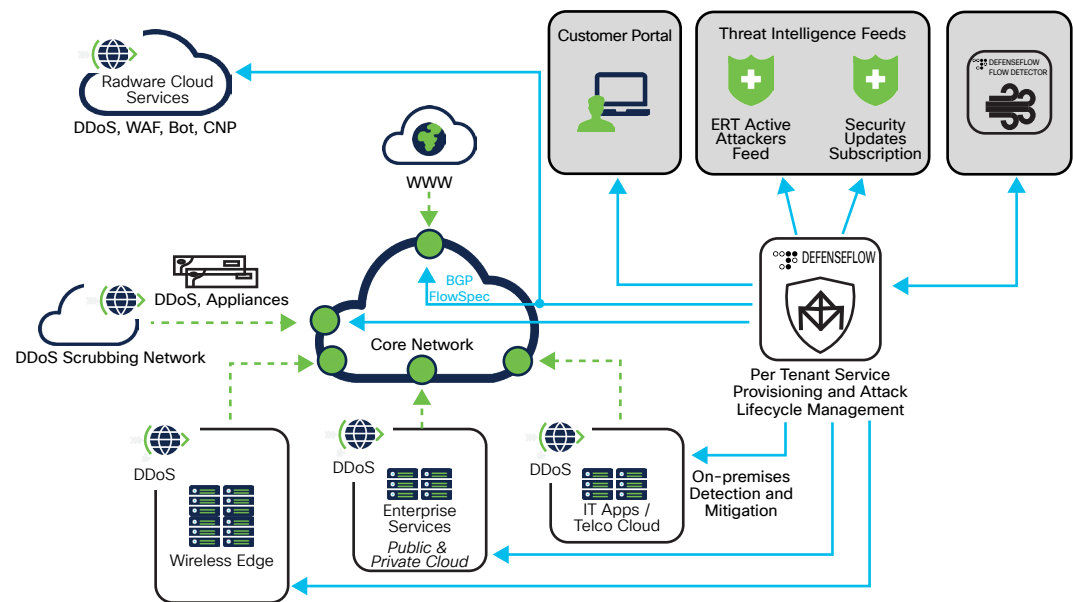 Radware Cloud
Services
DDoS, WAF, Bot, CNP
WWW
Customer Portal
Threat Intelligence Feeds
ERT Active
Attackers
Feed
Security
Updates
Subscription
DEFENSEFLOW
FLOW DETECTOR
DDoS, Appliances
DDoS Scrubbing Network
BGP
FlowSpec
Core Network
DEFENSEFLOW
Per Tenant Service
Provisioning and Attack
Lifecycle Management
DDoS
Wireless Edge
DDoS
Enterprise
Services
Public &
Private Cloud
DDoS
IT Apps /
Telco Cloud
On-premises
Detection and
Mitigation